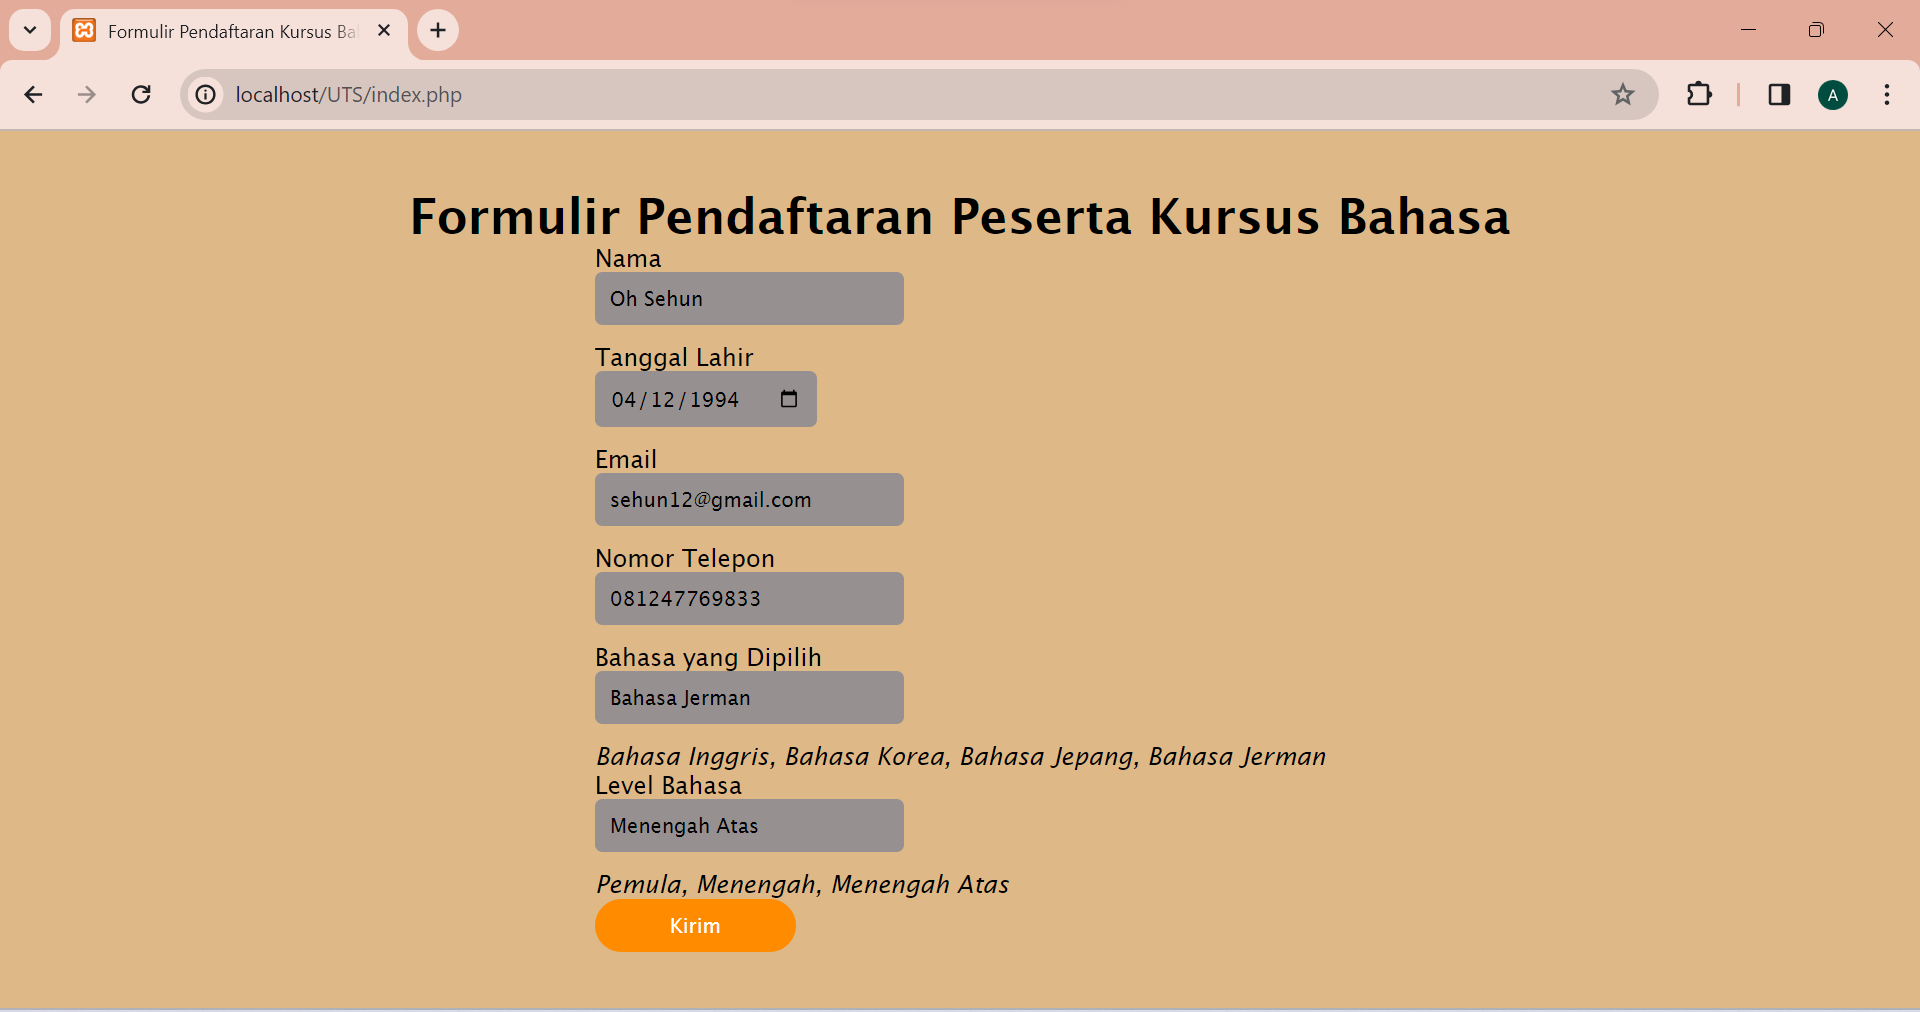 Formulir Pendaftaran Kursus Ba
localhost/UTS/index.php
A
Formulir Pendaftaran Peserta Kursus Bahasa
Nama
Oh Sehun
Tanggal Lahir
04/12/1994
Email
sehun12@gmail.com
Nomor Telepon
081247769833
Bahasa yang Dipilih
Bahasa Jerman
Bahasa Inggris, Bahasa Korea, Bahasa Jepang, Bahasa Jerman
Level Bahasa
Menengah Atas
Pemula, Menengah, Menengah Atas
Kirim